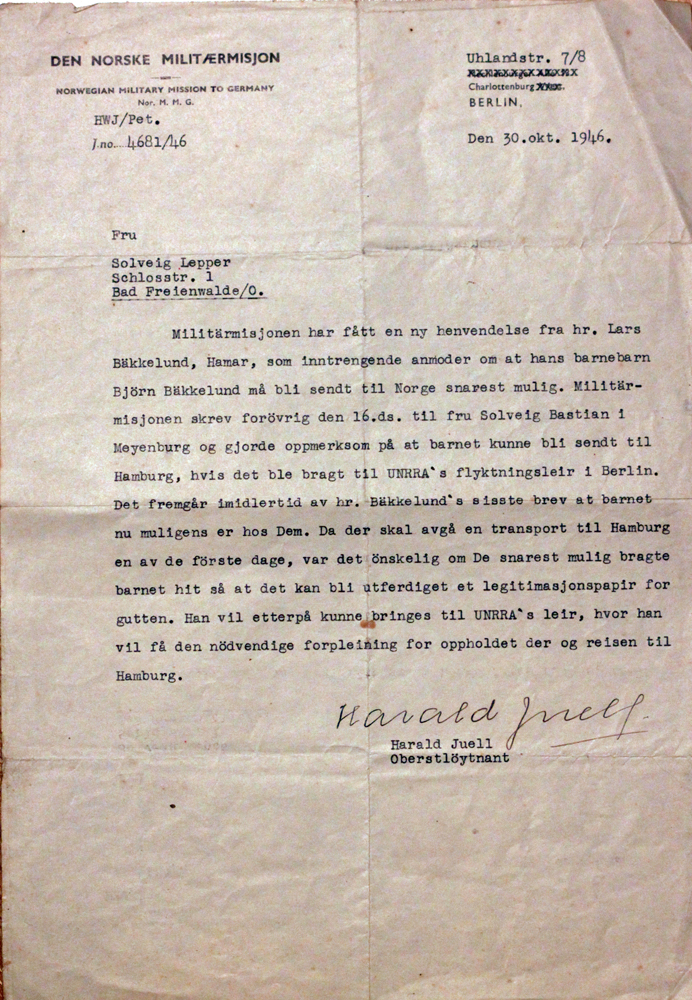 DEN NORSKE MILITÆRMISJON
NORWEGIAN MILITARY MISSION TO GERMANY
Nor. M. M. G.
HWJ/Pet.
J.no. 4681/46
Uhlandstr. 7/8
Charlottenburg
BERLIN,
Den 30.okt. 1946.
Fru
Solveig Lepper
Schlosstr. 1
Bad Freienwalde/O.
Militärmisjonen har fått en ny henvendelse fra hr. Lars
Bäkkelund, Hamar, som inntrengende anmoder om at hans barnebarn
Björn Bäkkelund må bli sendt til Norge snarest mulig. Militär-
misjonen skrev forövrig den 16.ds. til fru Solveig Bastian i
Meyenburg og gjorde oppmerksom på at barnet kunne bli sendt til
Hamburg, hvis det ble bragt til UNRRA`s flyktningsleir i Berlin.
Det fremgår imidlertid av hr. Bäkkelund`s sisste brev at barnet
nu muligens er hos Dem. Da der skal avgå en transport til Hamburg
en av de förste dage, var det önskelig om De snarest mulig bragte
barnet hit så at det kan bli utferdiget et legitimasjonspapir for
gutten. Han vil etterpå kunne bringes til UNRRA`s leir, hvor han
vil få den nödvendige forpleining for oppholdet der og reisen til
Hamburg.
Harald Juell.
Harald Juell
Oberstlöytnant